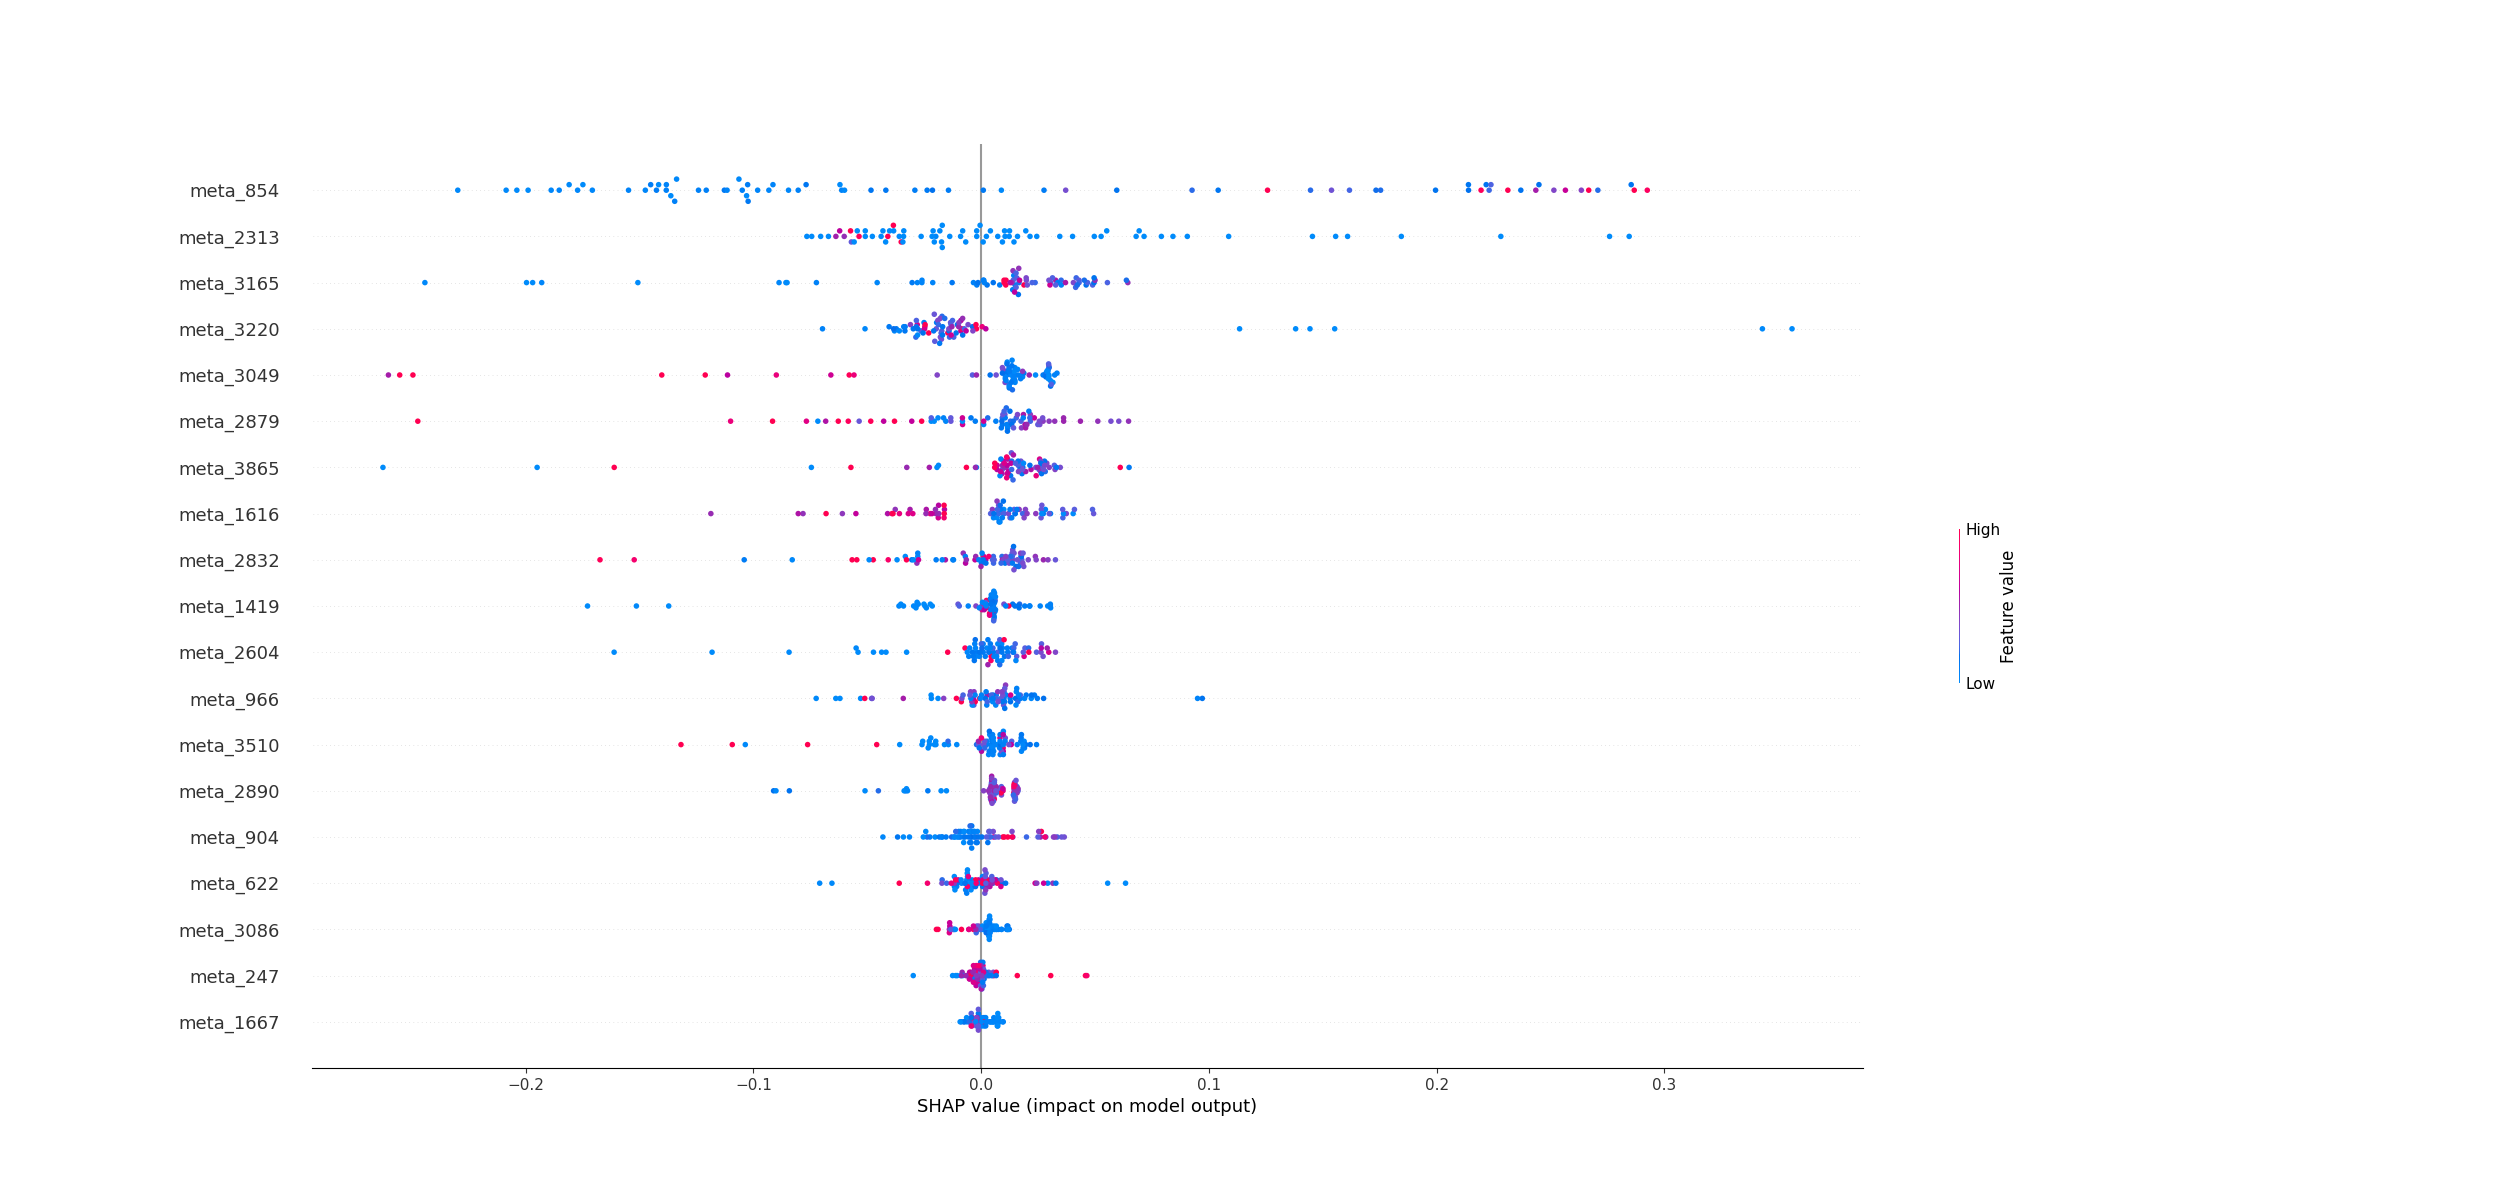 meta_854
meta_2313
meta_3165
meta_3220
meta_3049
meta_2879
meta_3865
meta_1616
meta_2832
meta_1419
meta_2604
meta_966
meta_3510
meta_2890
meta_904
meta_622
meta_3086
meta_247
meta_1667
−0.2 −0.1 0.0 0.1 0.2 0.3
SHAP value (impact on model output)
High
Feature value
Low